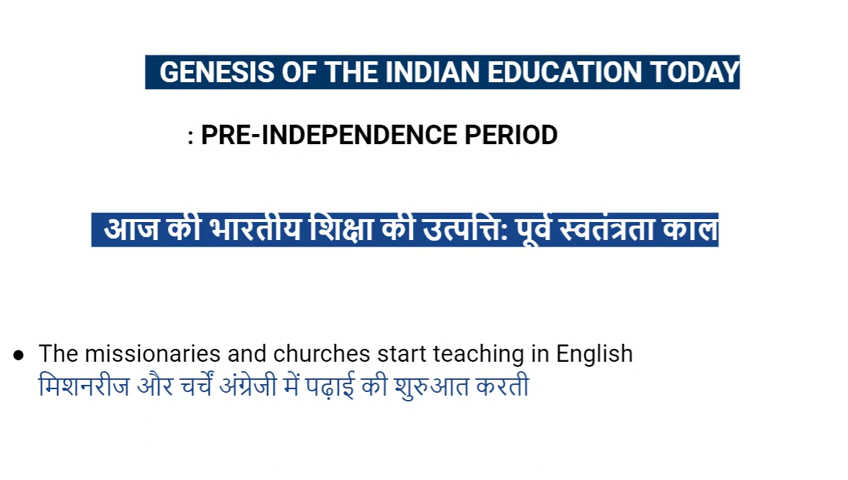 GENESIS OF THE INDIAN EDUCATION TODAY
: PRE-INDEPENDENCE PERIOD
आज की भारतीय शिक्षा की उत्पत्ति: पूर्व स्वतंत्रता काल
● The missionaries and churches start teaching in English
मिशनरीज और चर्चें अंग्रेजी में पढ़ाई की शुरुआत करती